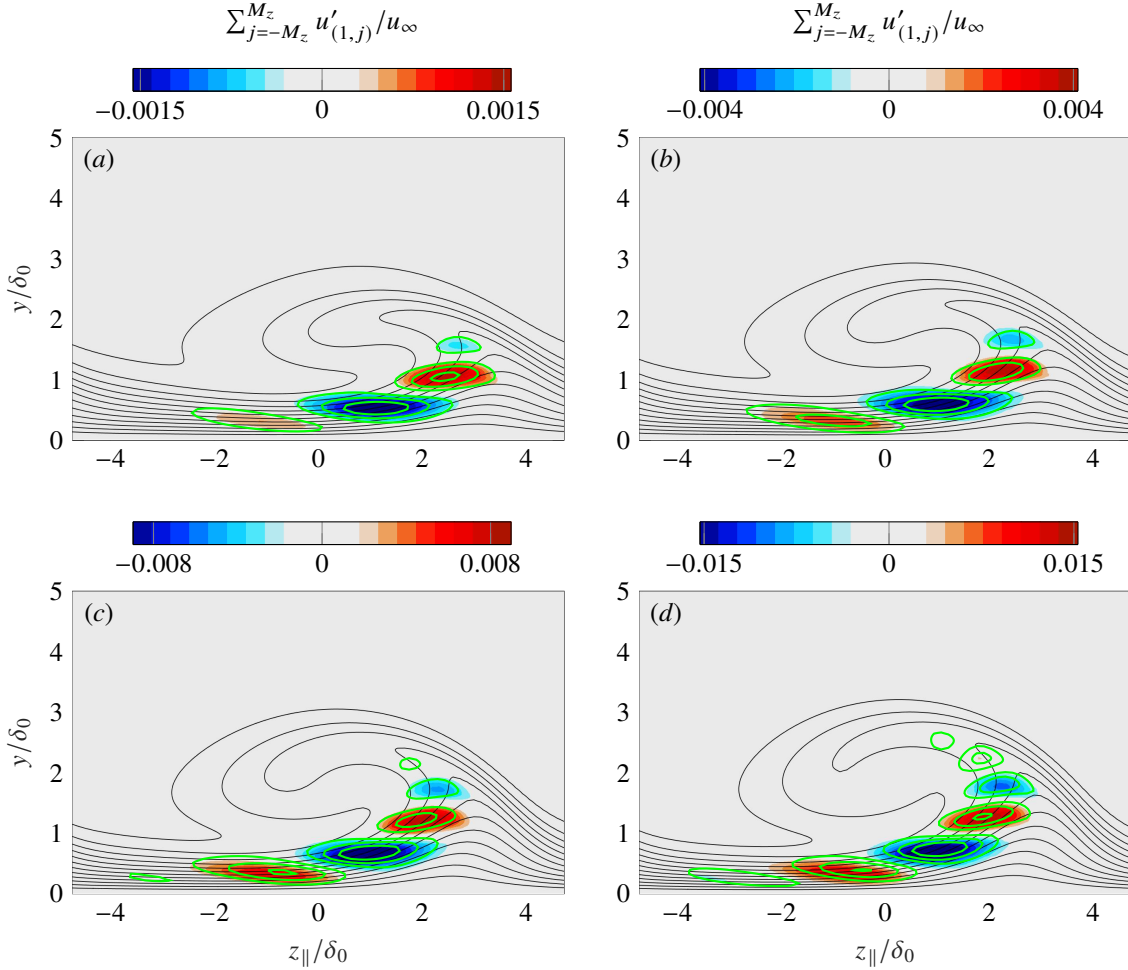 ∑_{j=−M_z}^{M_z} u′_{(1,j)}/u_∞ ∑_{j=−M_z}^{M_z} u′_{(1,j)}/u_∞
−0.0015 0 0.0015 −0.004 0 0.004
(a) (b)
5 5
4 4
3 3
y/δ_0
2 2
1 1
0 0
−4 −2 0 2 4 −4 −2 0 2 4
−0.008 0 0.008 −0.015 0 0.015
(c) (d)
5 5
4 4
3 3
y/δ_0
2 2
1 1
0 0
−4 −2 0 2 4 −4 −2 0 2 4
z_∥/δ_0 z_∥/δ_0